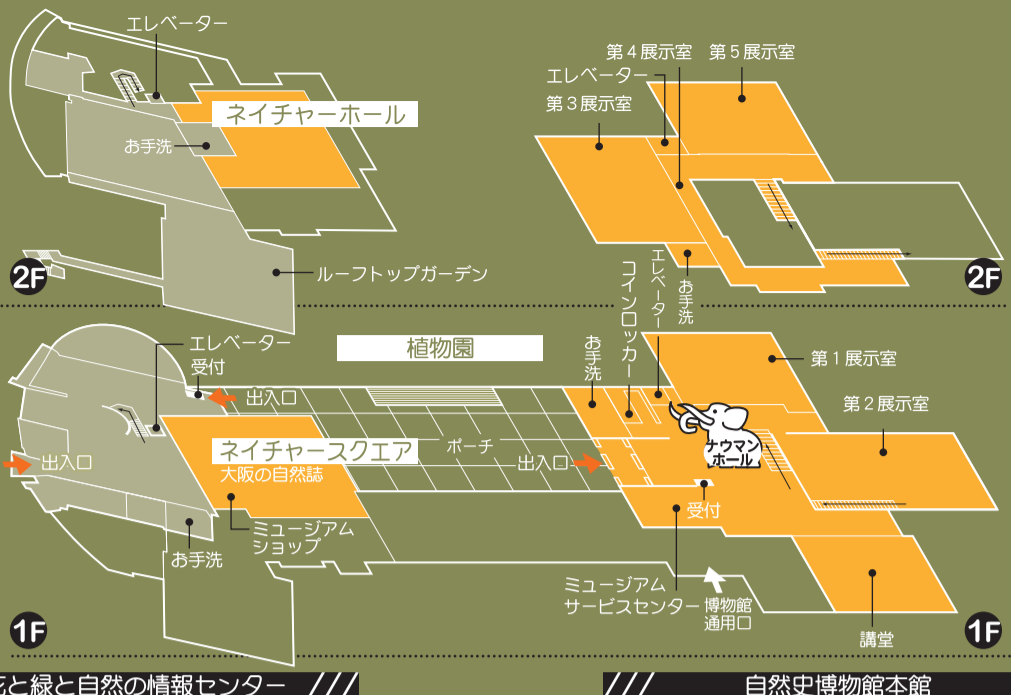 エレベーター
ネイチャーホール
お手洗
2F
ルーフトップガーデン
第4展示室
第5展示室
エレベーター
第3展示室
お手洗
2F
エレベーター
受付
出入口
植物園
ネイチャースクエア
大阪の自然誌
ポーチ
出入口
出入口
ミュージアム
ショップ
お手洗
1F
お手洗
コインロッカー
エレベーター
第1展示室
第2展示室
ナウマン
ホール
受付
ミュージアム
サービスセンター
博物館
通用口
講堂
1F
花と緑と自然の情報センター
自然史博物館本館